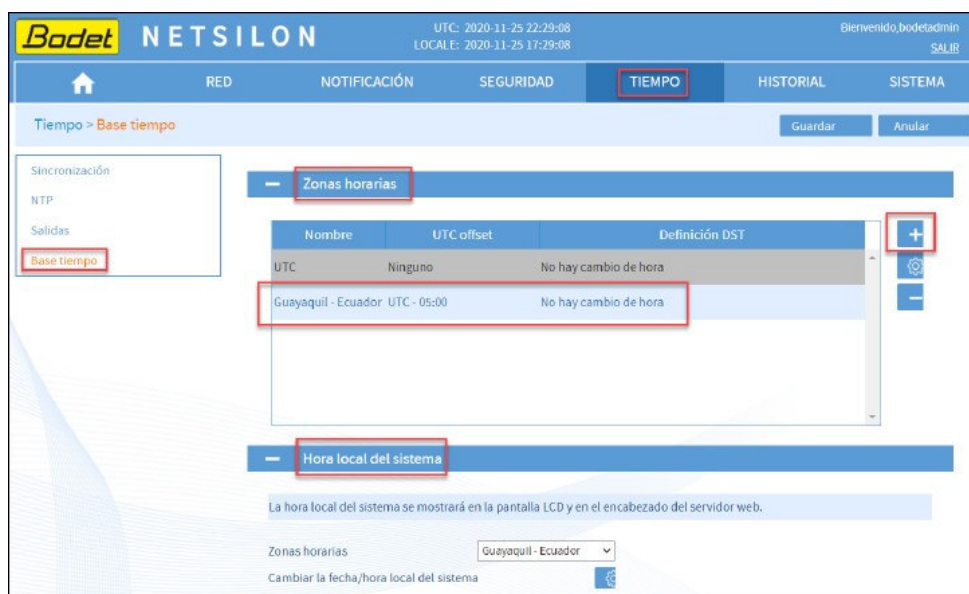 Bodet NETSILON
UTC: 2020-11-25 22:29:08
LOCALE: 2020-11-25 17:29:08
Bienvenido,bodetadmin
SALIR
RED NOTIFICACIÓN SEGURIDAD TIEMPO HISTORIAL SISTEMA
Tiempo > Base tiempo
Guardar Anular
Sincronización
NTP
Salidas
Base tiempo
Zonas horarias
Nombre UTC offset Definición DST
UTC Ninguno No hay cambio de hora
Guayaquil - Ecuador UTC - 05:00 No hay cambio de hora
Hora local del sistema
La hora local del sistema se mostrará en la pantalla LCD y en el encabezado del servidor web.
Zonas horarias Guayaquil - Ecuador
Cambiar la fecha/hora local del sistema